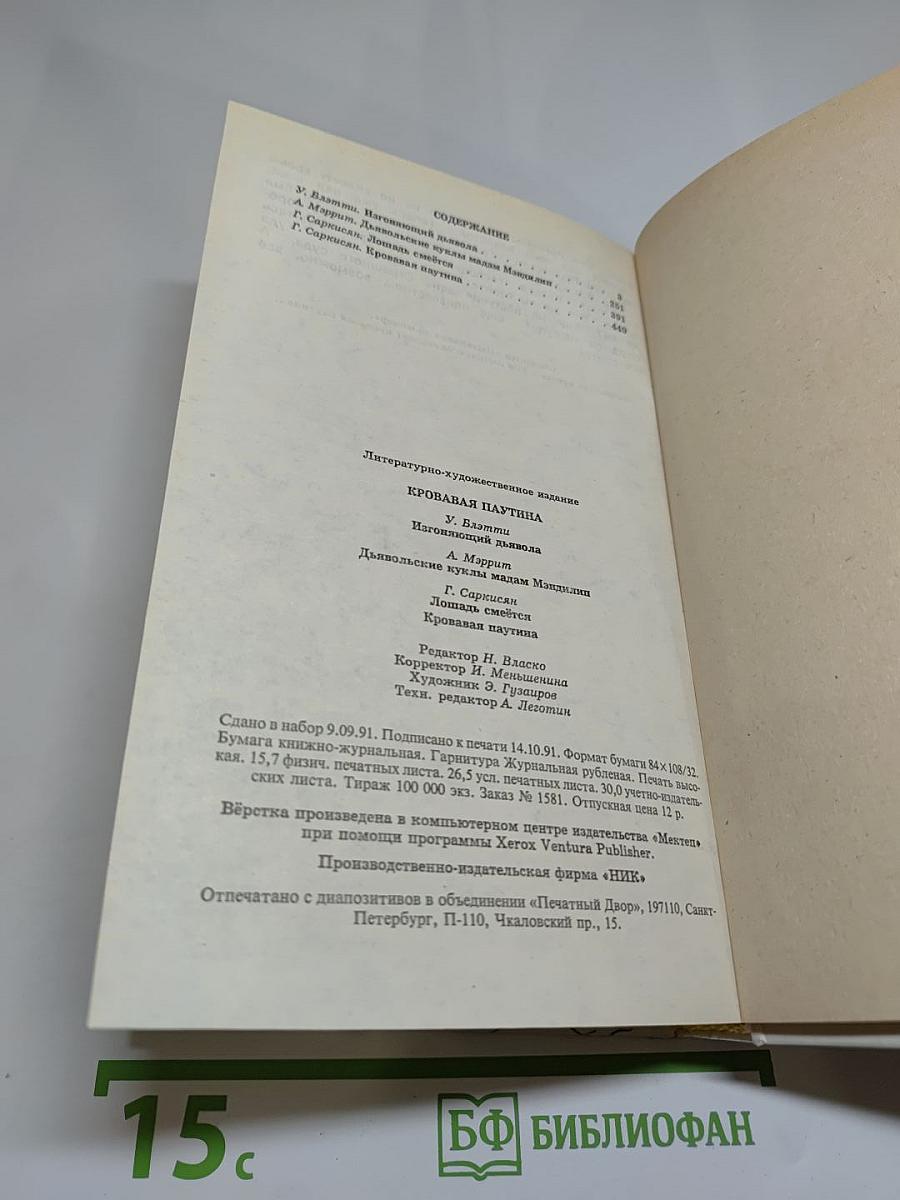 СОДЕРЖАНИЕ
У. Блэтти. Изгоняющий дьявола . . . . . . . . . . 3
А. Мэррит. Дьявольские куклы мадам Мэндилип . . . . . 251
Г. Саркисян. Лошадь смеётся . . . . . . . . . . 391
Г. Саркисян. Кровавая паутина . . . . . . . . . . 449
Литературно-художественное издание
КРОВАВАЯ ПАУТИНА
У. Блэтти
Изгоняющий дьявола
А. Мэррит
Дьявольские куклы мадам Мэндилип
Г. Саркисян
Лошадь смеётся
Кровавая паутина
Редактор Н. Власко
Корректор И. Меньшенина
Художник Э. Гузаиров
Техн. редактор А. Леготин
Сдано в набор 9.09.91. Подписано к печати 14.10.91. Формат бумаги 84×108/32.
Бумага книжно-журнальная. Гарнитура Журнальная рубленая. Печать высо-
кая. 15,7 физич. печатных листа. 26,5 усл. печатных листа. 30,0 учетно-издатель-
ских листа. Тираж 100 000 экз. Заказ № 1581. Отпускная цена 12 р.
Вёрстка произведена в компьютерном центре издательства «Мектеп»
при помощи программы Xerox Ventura Publisher.
Производственно-издательская фирма «НИК»
Отпечатано с диапозитивов в объединении «Печатный Двор», 197110, Санкт-
Петербург, П-110, Чкаловский пр., 15.
15 с
БФ БИБЛИОФАН